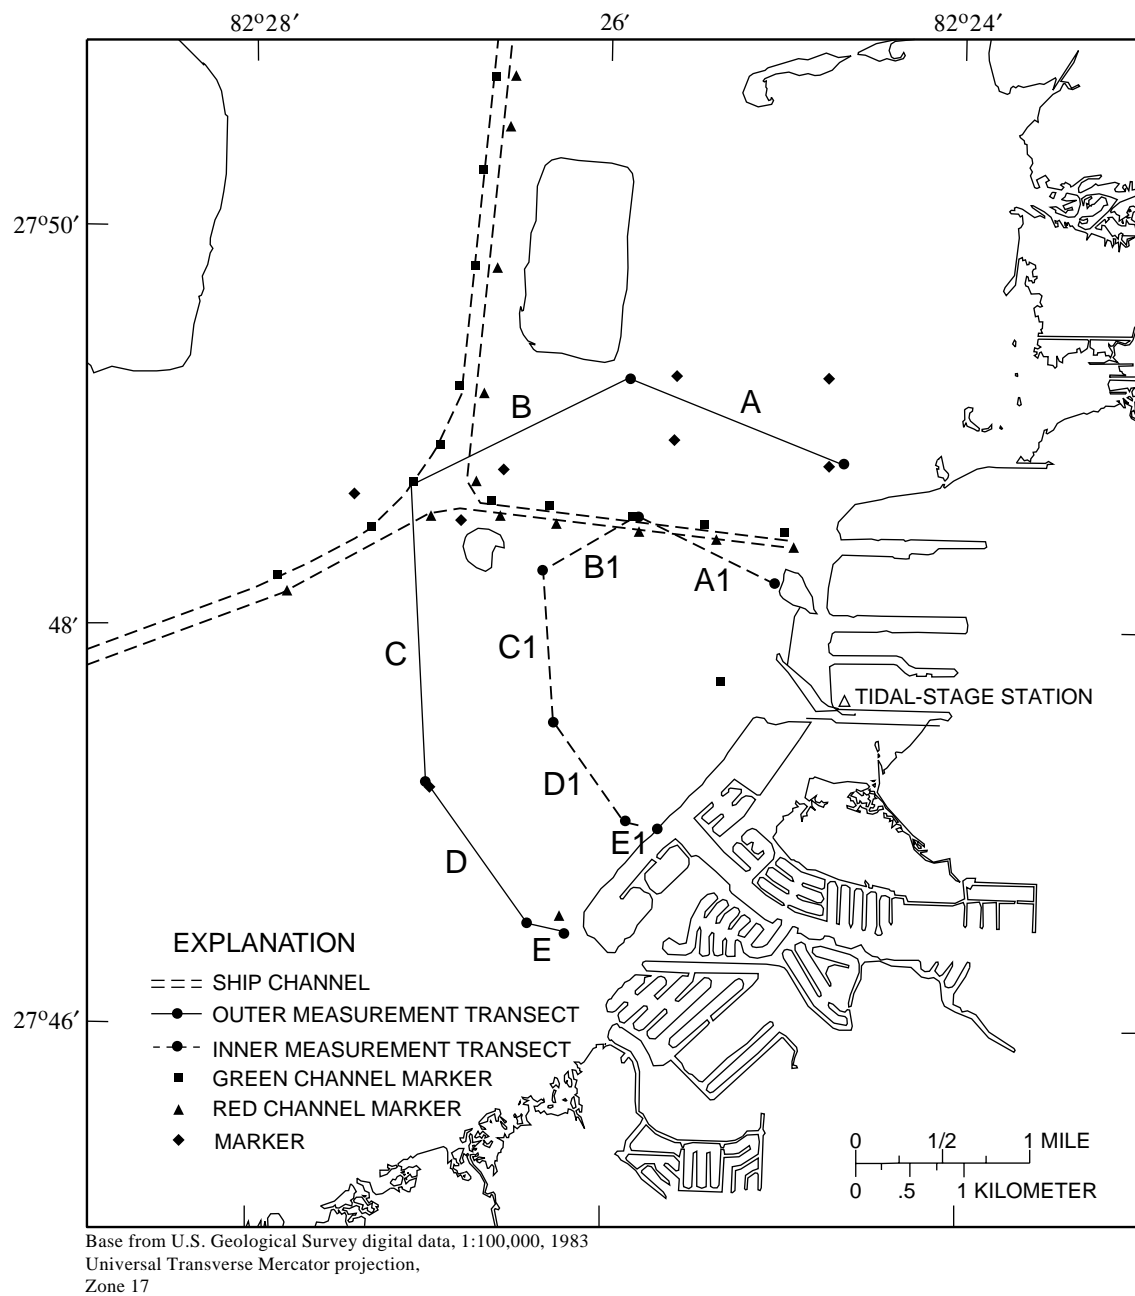 82°28′ 26′ 82°24′
27°50′
B A
B1 A1
48′
C C1
TIDAL-STAGE STATION
D1
E1
D
E
27°46′
EXPLANATION
SHIP CHANNEL
OUTER MEASUREMENT TRANSECT
INNER MEASUREMENT TRANSECT
GREEN CHANNEL MARKER
RED CHANNEL MARKER
MARKER
0 1/2 1 MILE
0 .5 1 KILOMETER
Base from U.S. Geological Survey digital data, 1:100,000, 1983
Universal Transverse Mercator projection,
Zone 17